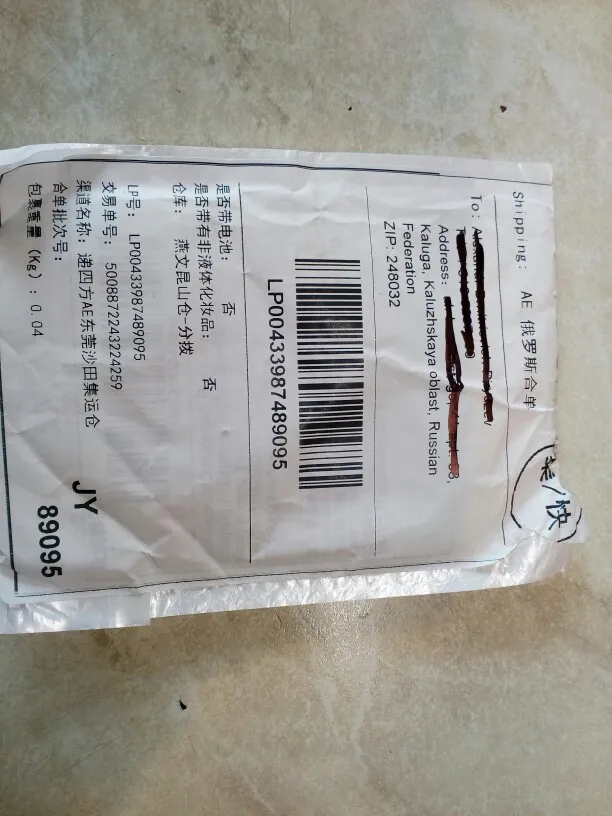 Shipping: AE 俄罗斯合单
快
To:
Address:
Kaluga, Kaluzhskaya oblast, Russian
Federation
ZIP: 248032
LP00433987489095
是否带电池: 否
是否带有非液体化妆品: 否
仓库: 燕文昆山仓-分拨
LP号: LP00433987489095
交易单号: 5008872243224259
渠道名称: 递四方AE东莞沙田集运仓
合单批次号:
包裹重量 (Kg): 0.04
JY
89095